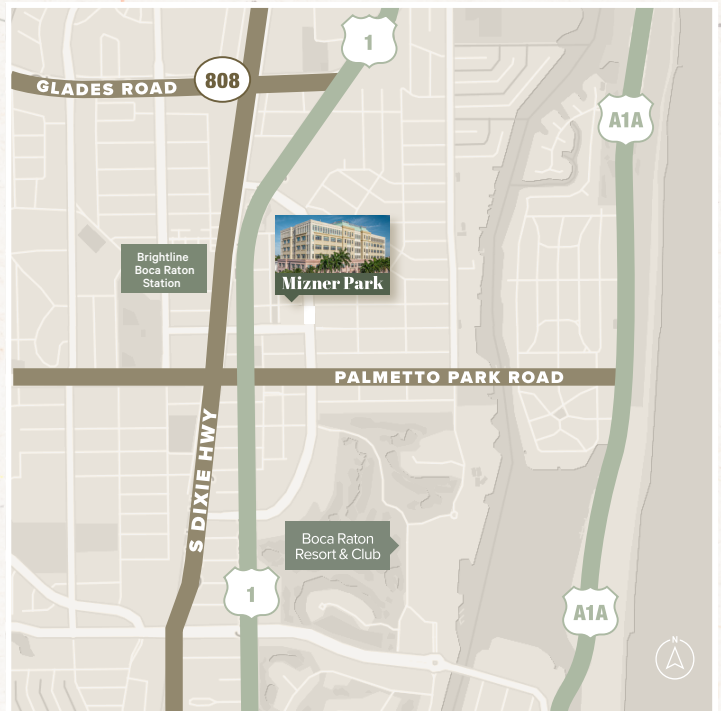 1
GLADES ROAD
808
A1A
Brightline
Boca Raton
Station
Mizner Park
PALMETTO PARK ROAD
S DIXIE HWY
Boca Raton
Resort & Club
1
A1A
N